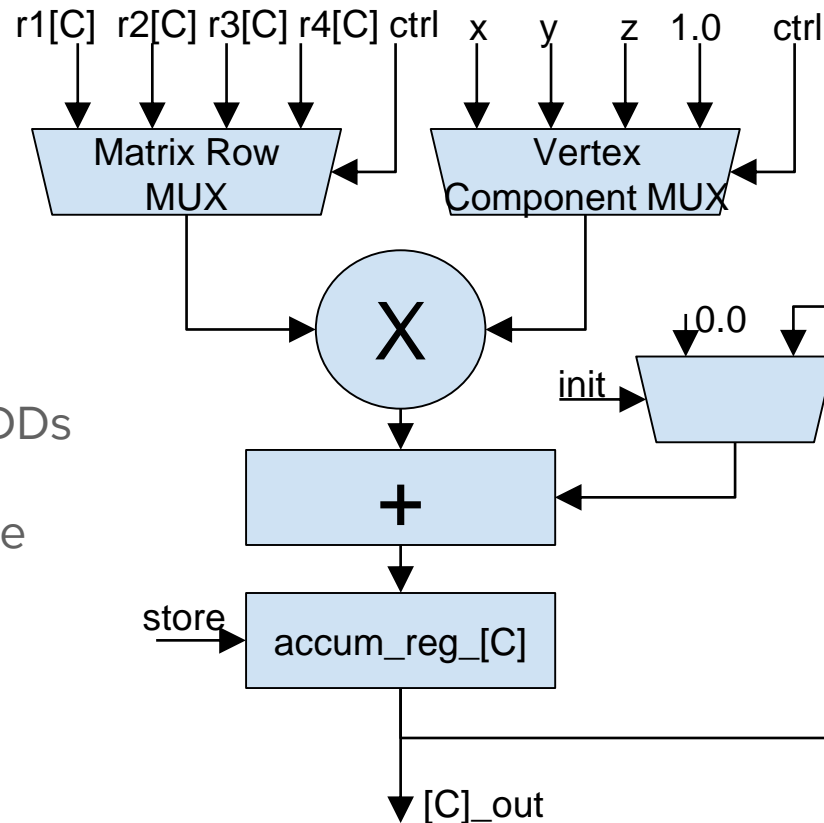 r1[C] r2[C] r3[C] r4[C] ctrl x y z 1.0 ctrl
Matrix Row
MUX
Vertex
Component MUX
X
0.0
init
+
store
accum_reg_[C]
[C]_out